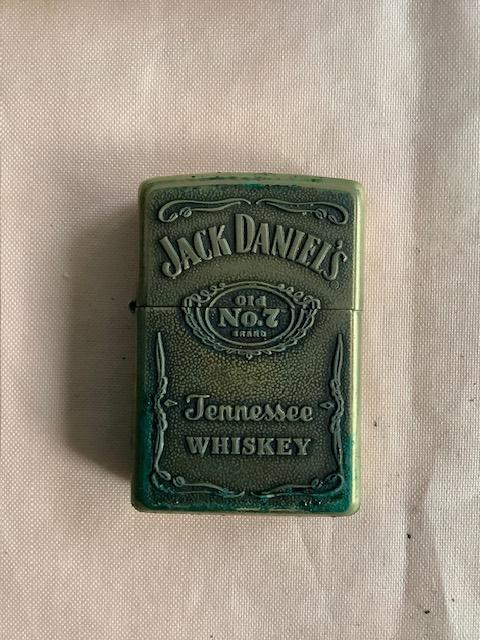 JACK DANIEL'S
Old
No.7
BRAND
Tennessee
WHISKEY